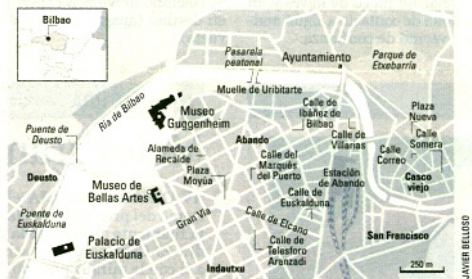 Bilbao
Pasarela
peatonal
Ayuntamiento
Parque de
Etxebarria
Muelle de Uribitarte
Ría de Bilbao
Museo
Guggenheim
Calle de
Ibáñez de
Bilbao
Plaza
Nueva
Puente de
Deusto
Abando
Calle de
Villarías
Calle
Somera
Alameda de
Recalde
Calle del
Marqués
del Puerto
Calle
Correo
Deusto
Plaza
Moyúa
Estación
de Abando
Casco
viejo
Museo de
Bellas Artes
Calle de
Euskalduna
Puente de
Euskalduna
Gran Vía
Calle de Elcano
San Francisco
Palacio de
Euskalduna
Calle de
Telesforo
Aranzadi
Indautxu
250 m
JAVIER BELLOSO